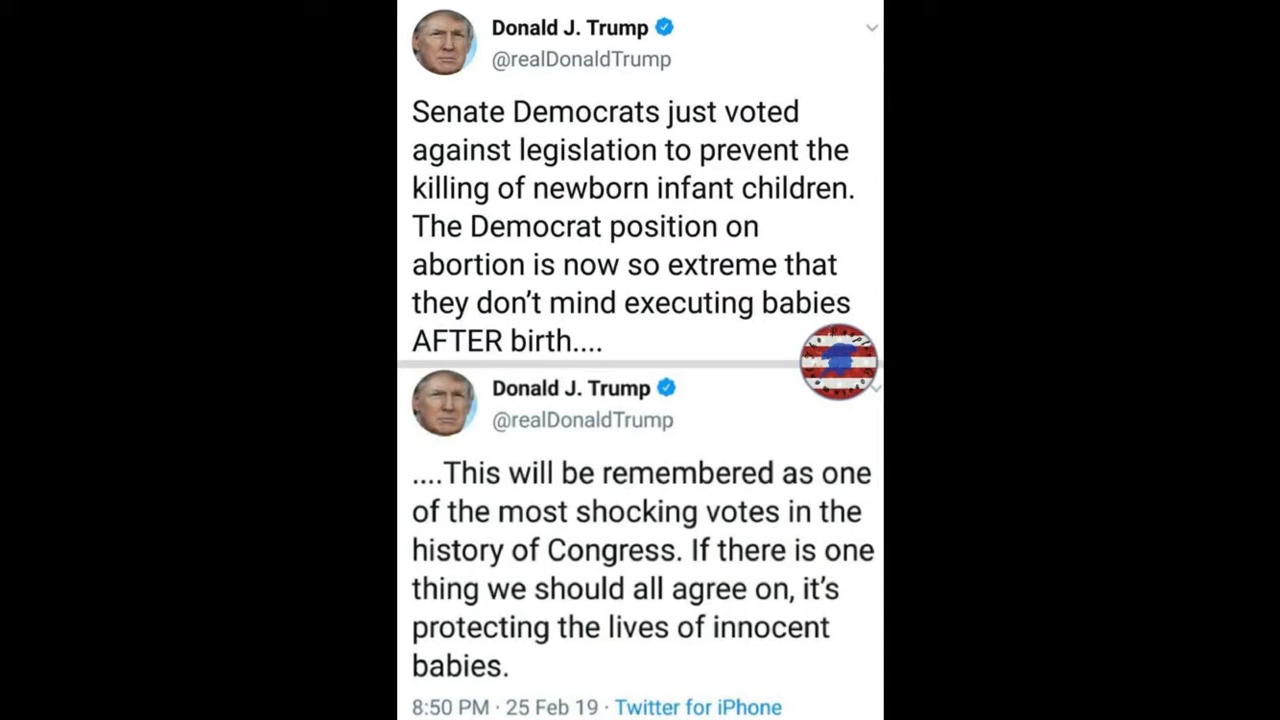 Donald J. Trump
@realDonaldTrump
Senate Democrats just voted
against legislation to prevent the
killing of newborn infant children.
The Democrat position on
abortion is now so extreme that
they don't mind executing babies
AFTER birth....
Donald J. Trump
@realDonaldTrump
....This will be remembered as one
of the most shocking votes in the
history of Congress. If there is one
thing we should all agree on, it's
protecting the lives of innocent
babies.
8:50 PM · 25 Feb 19 · Twitter for iPhone